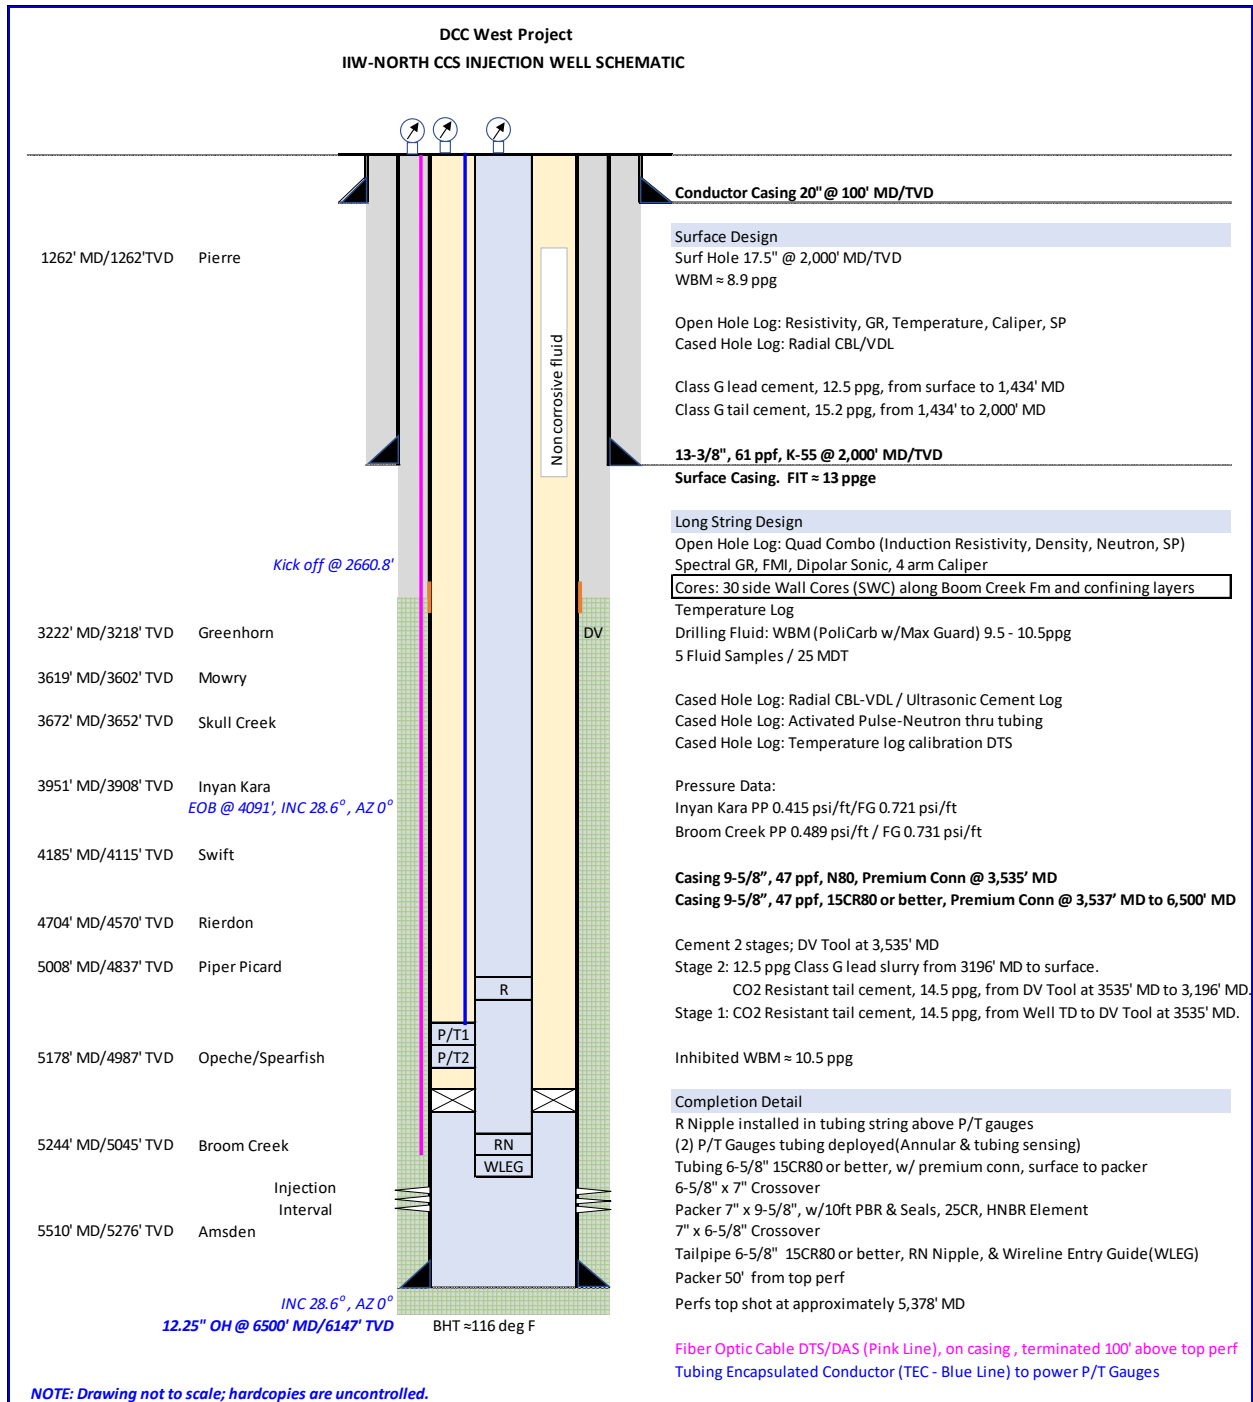 DCC West Project
IIW-NORTH CCS INJECTION WELL SCHEMATIC
Conductor Casing 20"@ 100' MD/TVD
Surface Design
1262' MD/1262'TVD Pierre
Surf Hole 17.5" @ 2,000' MD/TVD
WBM ≈ 8.9 ppg
Open Hole Log: Resistivity, GR, Temperature, Caliper, SP
Cased Hole Log: Radial CBL/VDL
Non corrosive fluid
Class G lead cement, 12.5 ppg, from surface to 1,434' MD
Class G tail cement, 15.2 ppg, from 1,434' to 2,000' MD
13-3/8", 61 ppf, K-55 @ 2,000' MD/TVD
Surface Casing. FIT ≈ 13 ppge
Long String Design
Open Hole Log: Quad Combo (Induction Resistivity, Density, Neutron, SP)
Kick off @ 2660.8'
Spectral GR, FMI, Dipolar Sonic, 4 arm Caliper
Cores: 30 side Wall Cores (SWC) along Boom Creek Fm and confining layers
Temperature Log
3222' MD/3218' TVD Greenhorn
DV
Drilling Fluid: WBM (PoliCarb w/Max Guard) 9.5 - 10.5ppg
5 Fluid Samples / 25 MDT
3619' MD/3602' TVD Mowry
Cased Hole Log: Radial CBL-VDL / Ultrasonic Cement Log
3672' MD/3652' TVD Skull Creek
Cased Hole Log: Activated Pulse-Neutron thru tubing
Cased Hole Log: Temperature log calibration DTS
3951' MD/3908' TVD Inyan Kara
Pressure Data:
EOB @ 4091', INC 28.6°, AZ 0°
Inyan Kara PP 0.415 psi/ft/FG 0.721 psi/ft
Broom Creek PP 0.489 psi/ft / FG 0.731 psi/ft
4185' MD/4115' TVD Swift
Casing 9-5/8”, 47 ppf, N80, Premium Conn @ 3,535’ MD
Casing 9-5/8”, 47 ppf, 15CR80 or better, Premium Conn @ 3,537’ MD to 6,500’ MD
4704' MD/4570' TVD Rierdon
Cement 2 stages; DV Tool at 3,535' MD
5008' MD/4837' TVD Piper Picard
Stage 2: 12.5 ppg Class G lead slurry from 3196' MD to surface.
R
CO2 Resistant tail cement, 14.5 ppg, from DV Tool at 3535' MD to 3,196' MD.
Stage 1: CO2 Resistant tail cement, 14.5 ppg, from Well TD to DV Tool at 3535' MD.
P/T1
5178' MD/4987' TVD Opeche/Spearfish
P/T2
Inhibited WBM ≈ 10.5 ppg
Completion Detail
R Nipple installed in tubing string above P/T gauges
5244' MD/5045' TVD Broom Creek
RN
(2) P/T Gauges tubing deployed(Annular & tubing sensing)
WLEG
Tubing 6-5/8" 15CR80 or better, w/ premium conn, surface to packer
Injection
Interval
6-5/8" x 7" Crossover
Packer 7" x 9-5/8", w/10ft PBR & Seals, 25CR, HNBR Element
5510' MD/5276' TVD Amsden
7" x 6-5/8" Crossover
Tailpipe 6-5/8" 15CR80 or better, RN Nipple, & Wireline Entry Guide(WLEG)
Packer 50' from top perf
INC 28.6°, AZ 0°
Perfs top shot at approximately 5,378' MD
12.25" OH @ 6500' MD/6147' TVD
BHT ≈116 deg F
Fiber Optic Cable DTS/DAS (Pink Line), on casing , terminated 100' above top perf
Tubing Encapsulated Conductor (TEC - Blue Line) to power P/T Gauges
NOTE: Drawing not to scale; hardcopies are uncontrolled.